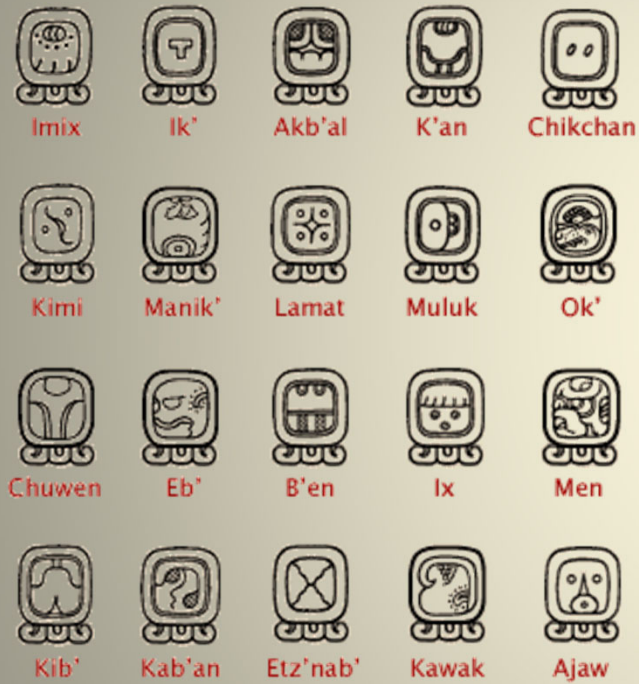 Imix Ik’ Akb’al K’an Chikchan
Kimi Manik’ Lamat Muluk Ok’
Chuwen Eb’ B’en Ix Men
Kib’ Kab’an Etz’nab’ Kawak Ajaw